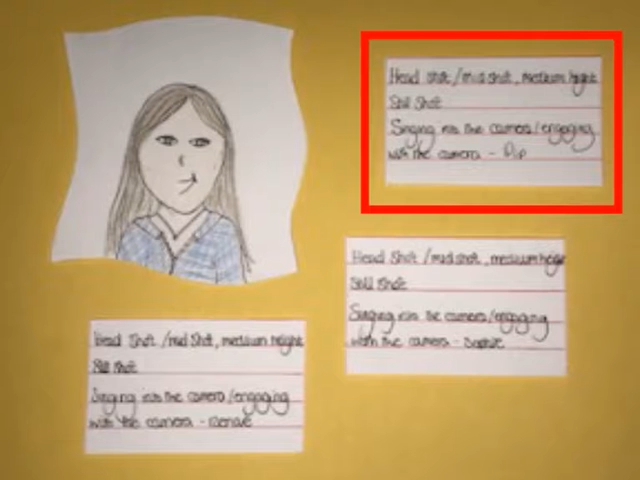 Head Shot/mid shot, medium height
Still Shot
Singing into the camera/engaging
with the camera - Pip
Head Shot/mid shot, medium height
Still Shot
Singing into the camera/engaging
with the camera - Sophie
Head Shot/mid Shot, medium height
Still Shot
Singing into the camera/engaging
with the camera -